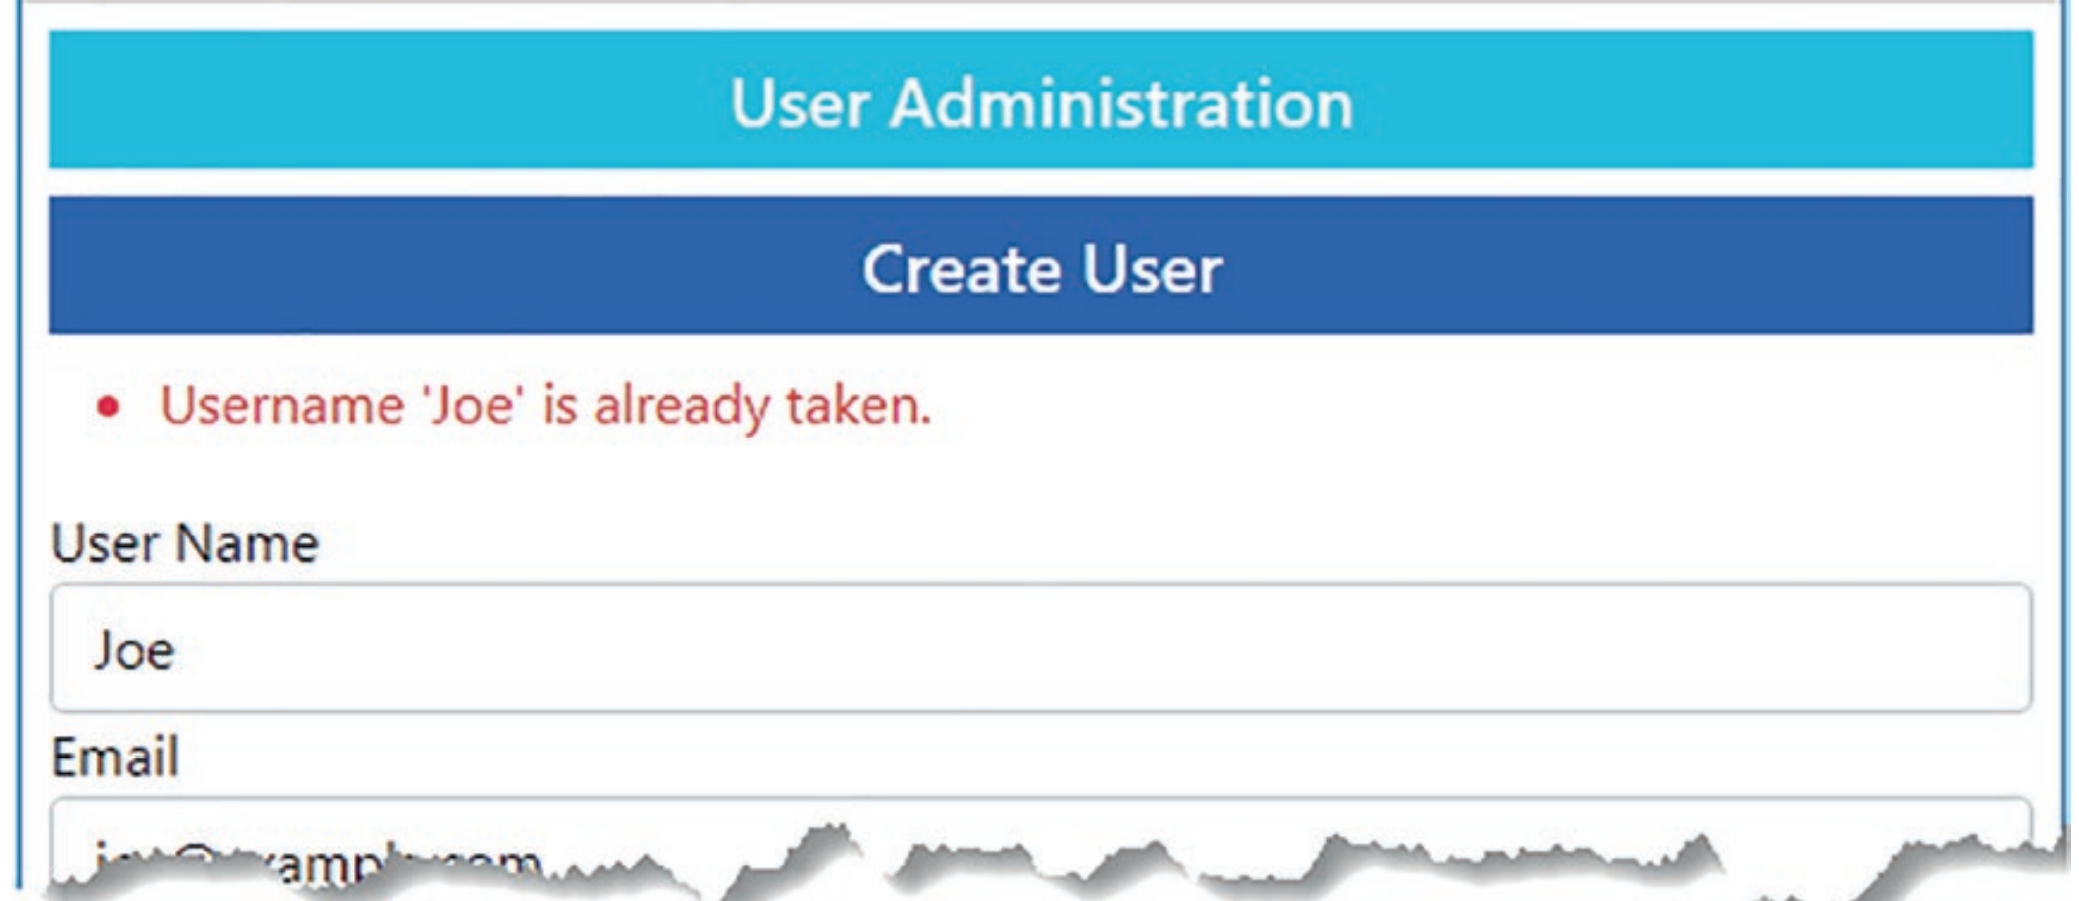 User Administration
Create User
• Username 'Joe' is already taken.
User Name
Joe
Email